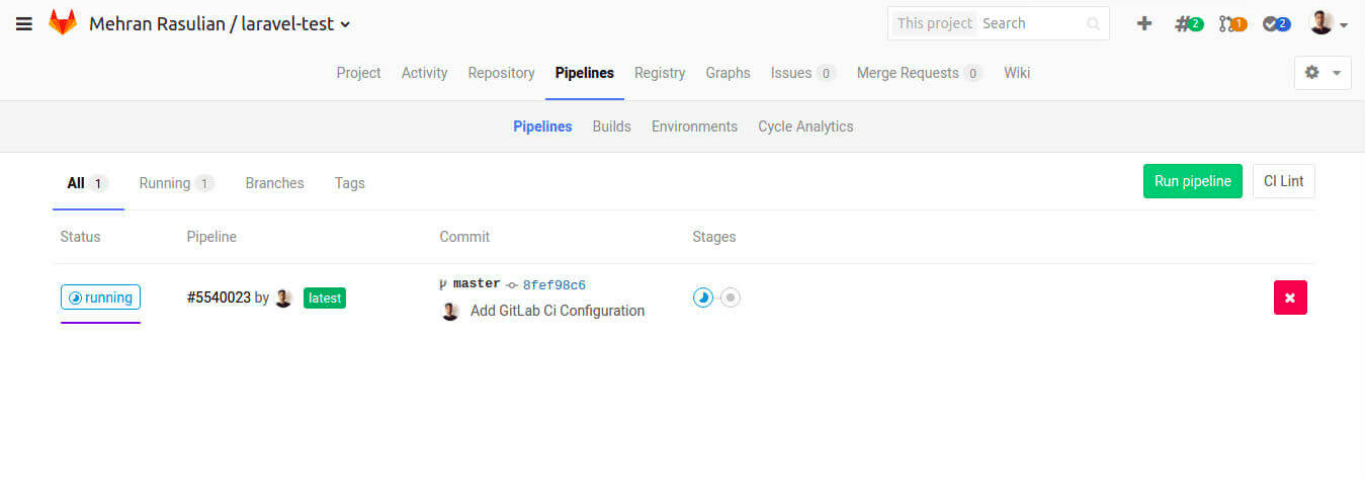 Mehran Rasulian / laravel-test This project Search 2 1 2
Project Activity Repository Pipelines Registry Graphs Issues 0 Merge Requests 0 Wiki
Pipelines Builds Environments Cycle Analytics
All 1 Running 1 Branches Tags Run pipeline CI Lint
Status Pipeline Commit Stages
running #5540023 by latest master 8fef98c6
Add GitLab Ci Configuration